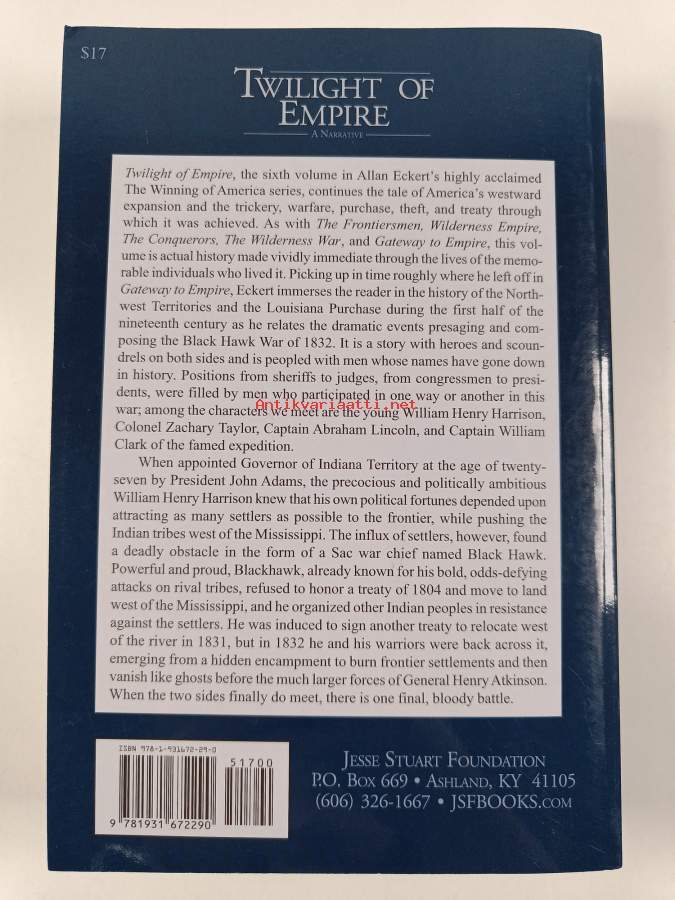 $17
TWILIGHT OF
EMPIRE
A NARRATIVE
Twilight of Empire, the sixth volume in Allan Eckert's highly acclaimed
The Winning of America series, continues the tale of America's westward
expansion and the trickery, warfare, purchase, theft, and treaty through
which it was achieved. As with The Frontiersmen, Wilderness Empire,
The Conquerors, The Wilderness War, and Gateway to Empire, this vol-
ume is actual history made vividly immediate through the lives of the memo-
rable individuals who lived it. Picking up in time roughly where he left off in
Gateway to Empire, Eckert immerses the reader in the history of the North-
west Territories and the Louisiana Purchase during the first half of the
nineteenth century as he relates the dramatic events presaging and com-
posing the Black Hawk War of 1832. It is a story with heroes and scoun-
drels on both sides and is peopled with men whose names have gone down
in history. Positions from sheriffs to judges, from congressmen to presi-
dents, were filled by men who participated in one way or another in this
Antikvariaatti.net
war; among the characters we meet are the young William Henry Harrison,
Colonel Zachary Taylor, Captain Abraham Lincoln, and Captain William
Clark of the famed expedition.
When appointed Governor of Indiana Territory at the age of twenty-
seven by President John Adams, the precocious and politically ambitious
William Henry Harrison knew that his own political fortunes depended upon
attracting as many settlers as possible to the frontier, while pushing the
Indian tribes west of the Mississippi. The influx of settlers, however, found
a deadly obstacle in the form of a Sac war chief named Black Hawk.
Powerful and proud, Blackhawk, already known for his bold, odds-defying
attacks on rival tribes, refused to honor a treaty of 1804 and move to land
west of the Mississippi, and he organized other Indian peoples in resistance
against the settlers. He was induced to sign another treaty to relocate west
of the river in 1831, but in 1832 he and his warriors were back across it,
emerging from a hidden encampment to burn frontier settlements and then
vanish like ghosts before the much larger forces of General Henry Atkinson.
When the two sides finally do meet, there is one final, bloody battle.
ISBN 978-1-931672-29-0
51700
9 781931 672290
JESSE STUART FOUNDATION
P.O. BOX 669 • ASHLAND, KY 41105
(606) 326-1667 • JSFBOOKS.COM